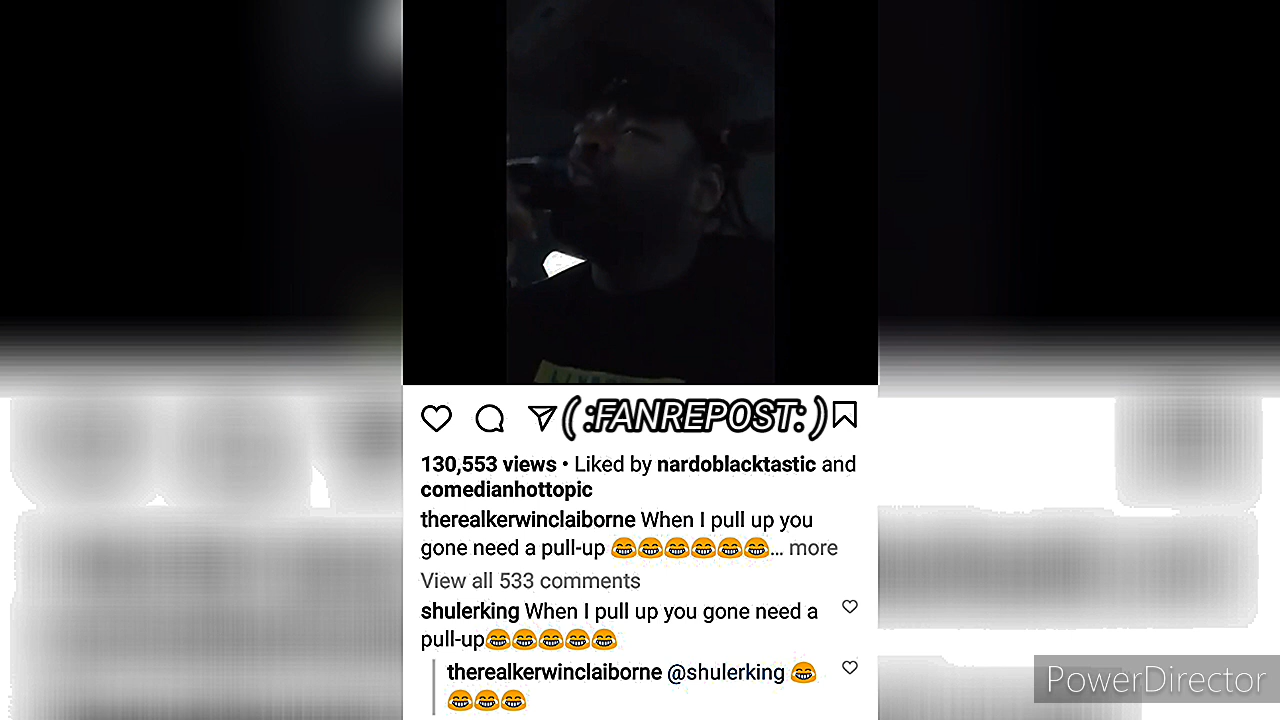 ( :FANREPOST: )
130,553 views • Liked by nardoblacktastic and
comedianhottopic
therealkerwinclaiborne When I pull up you
gone need a pull-up 😂😂😂😂😂😂... more
View all 533 comments
shulerking When I pull up you gone need a
pull-up😂😂😂😂😂
therealkerwinclaiborne @shulerking 😂
😂😂😂
PowerDirector